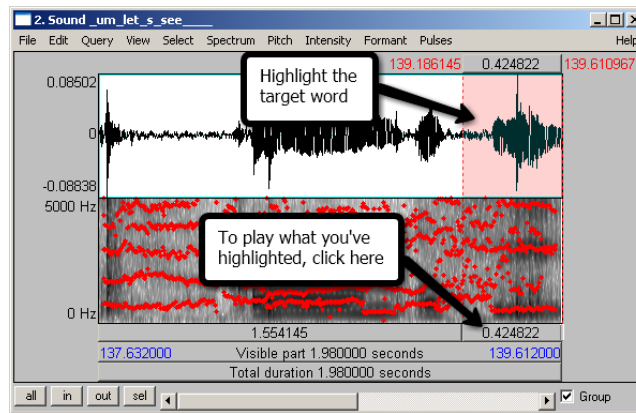 2. Sound _um_let_s_see____
File Edit Query View Select Spectrum Pitch Intensity Formant Pulses Help
139.186145 0.424822 139.610967
0.08502
Highlight the
target word
0
-0.08838
5000 Hz
To play what you've
highlighted, click here
0 Hz
1.554145 0.424822
137.632000 Visible part 1.980000 seconds 139.612000
Total duration 1.980000 seconds
all in out sel Group